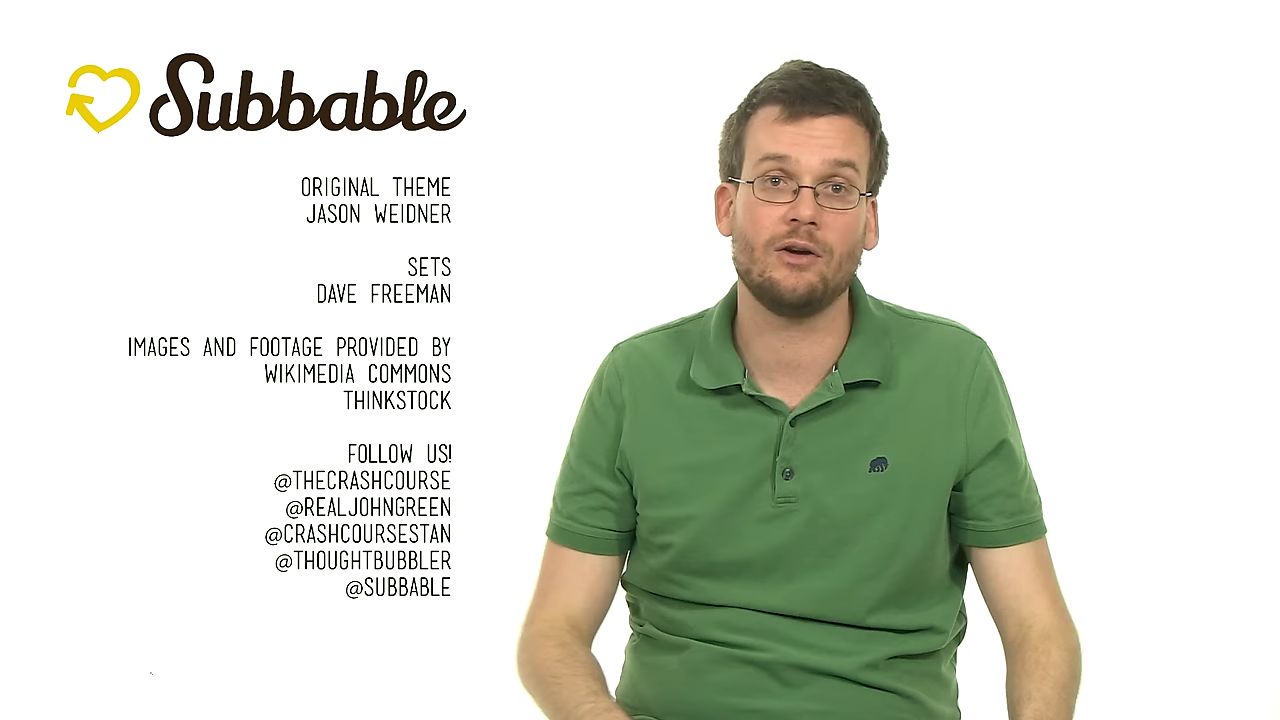 Subbable
ORIGINAL THEME
JASON WEIDNER
SETS
DAVE FREEMAN
IMAGES AND FOOTAGE PROVIDED BY
WIKIMEDIA COMMONS
THINKSTOCK
FOLLOW US!
@THECRASHCOURSE
@REALJOHNGREEN
@CRASHCOURSESTAN
@THOUGHTBUBBLER
@SUBBABLE